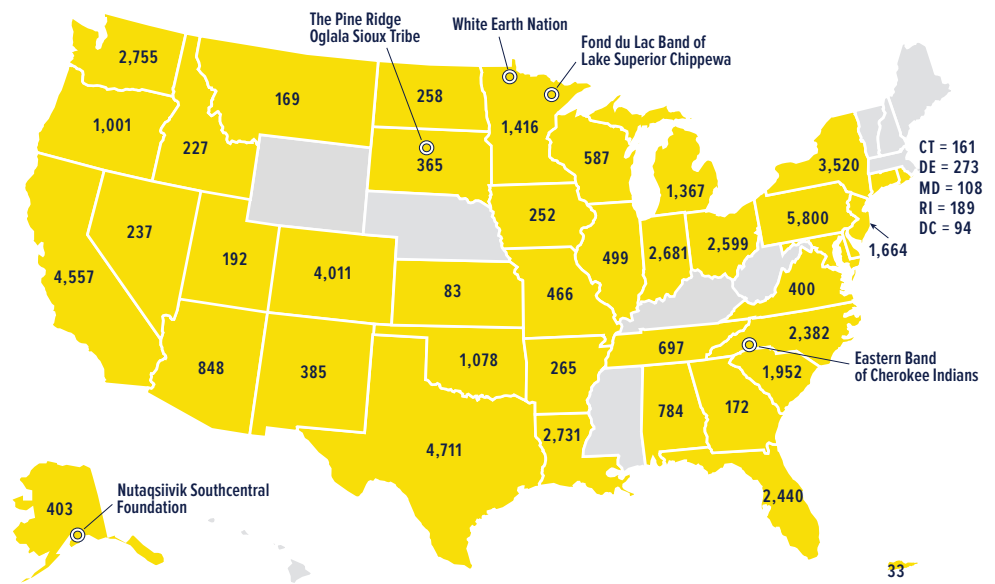 The Pine Ridge
Oglala Sioux Tribe
White Earth Nation
Fond du Lac Band of
Lake Superior Chippewa
2,755
169
258
1,416
1,001
227
365
587
1,367
3,520
CT = 161
DE = 273
MD = 108
RI = 189
DC = 94
1,664
5,800
252
237
192
4,011
499
2,681
2,599
4,557
83
466
400
848
385
1,078
265
697
2,382
Eastern Band
of Cherokee Indians
1,952
784
172
2,731
4,711
2,440
403
Nutaqsiivik Southcentral
Foundation
33